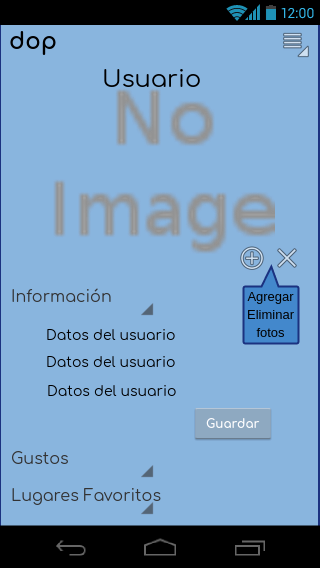 12:00
dop
Usuario
No
Image
Agregar
Eliminar
fotos
Información
Datos del usuario
Datos del usuario
Datos del usuario
Guardar
Gustos
Lugares Favoritos